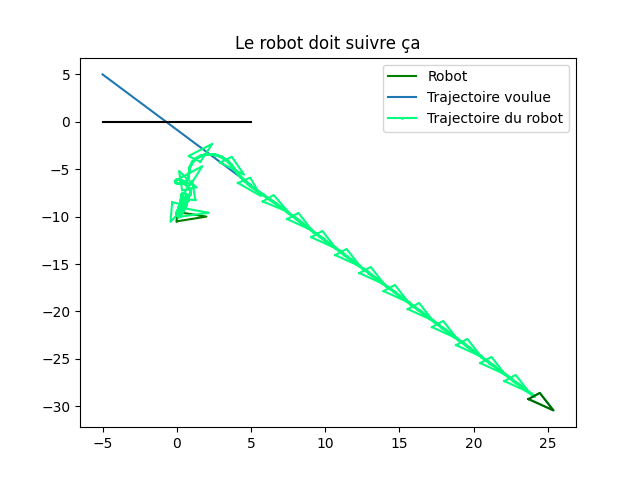 Le robot doit suivre ça
Robot
Trajectoire voulue
Trajectoire du robot
5
0
−5
−10
−15
−20
−25
−30
−5 0 5 10 15 20 25